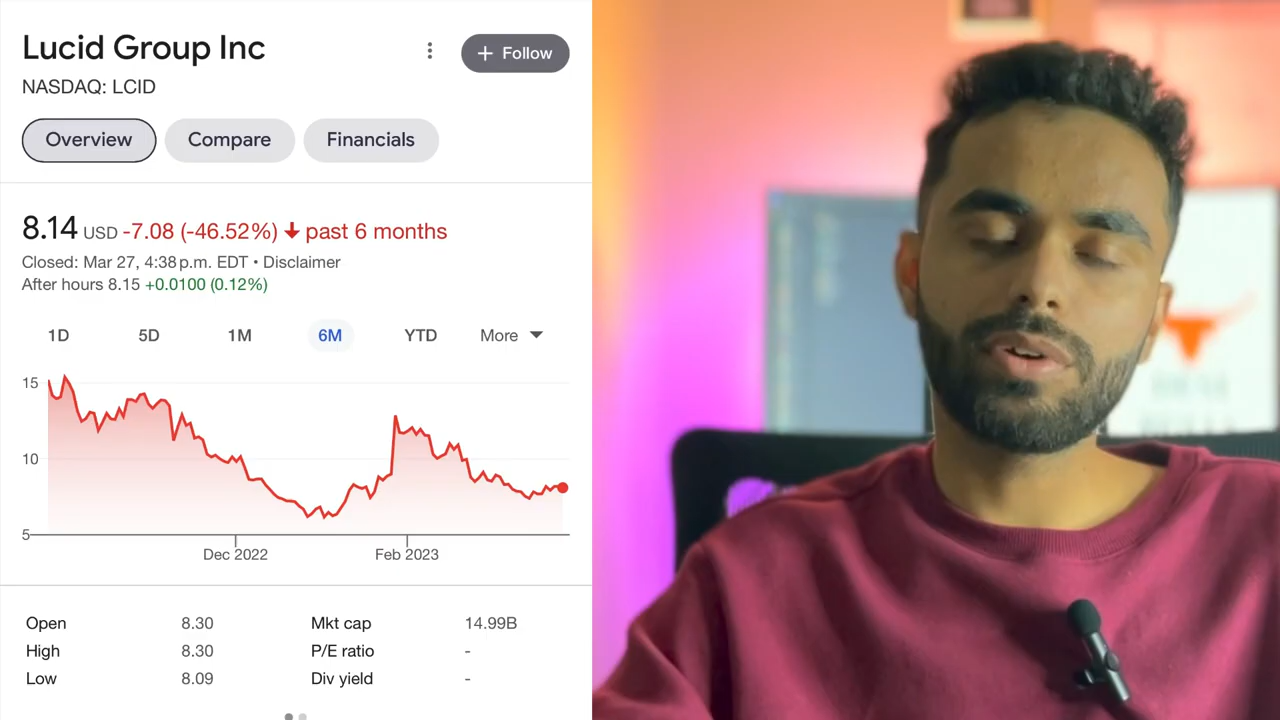 Lucid Group Inc
+ Follow
NASDAQ: LCID
Overview
Compare
Financials
8.14 USD -7.08 (-46.52%) ↓ past 6 months
Closed: Mar 27, 4:38 p.m. EDT • Disclaimer
After hours 8.15 +0.0100 (0.12%)
1D
5D
1M
6M
YTD
More
15
10
5
Dec 2022
Feb 2023
Open 8.30
Mkt cap 14.99B
High 8.30
P/E ratio -
Low 8.09
Div yield -